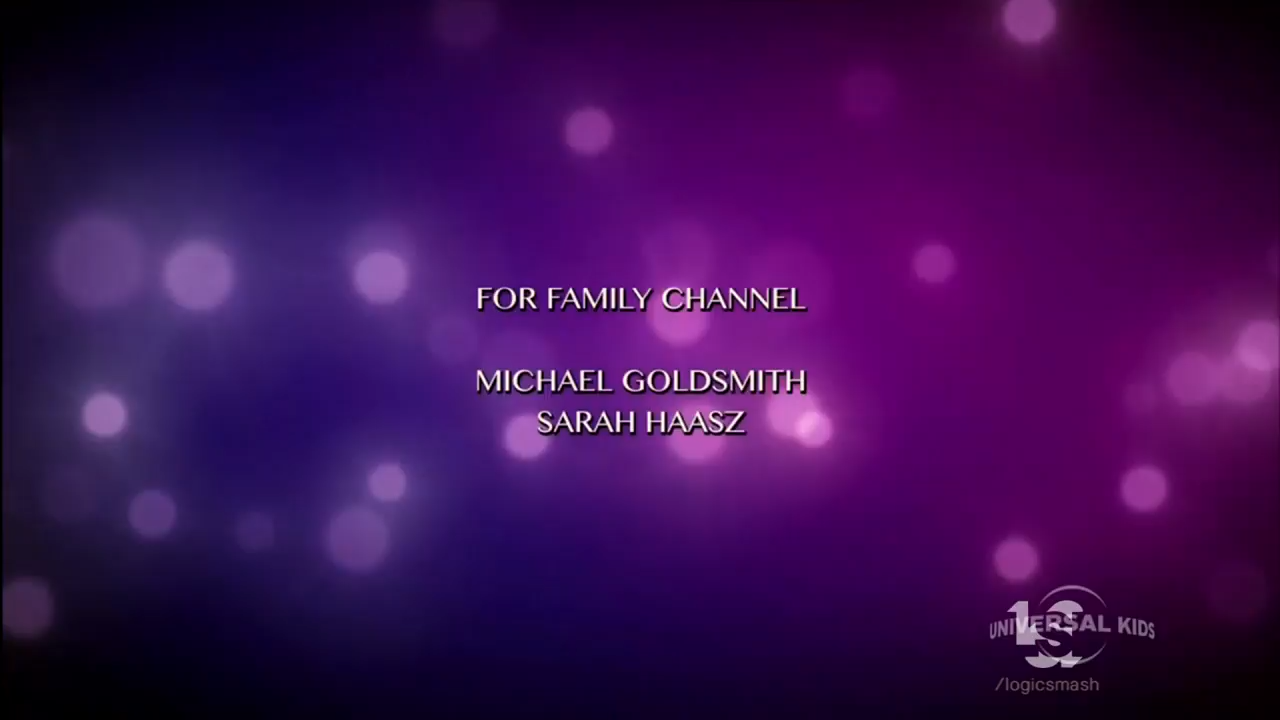 FOR FAMILY CHANNEL
MICHAEL GOLDSMITH
SARAH HAASZ
UNIVERSAL KIDS
/logicsmash